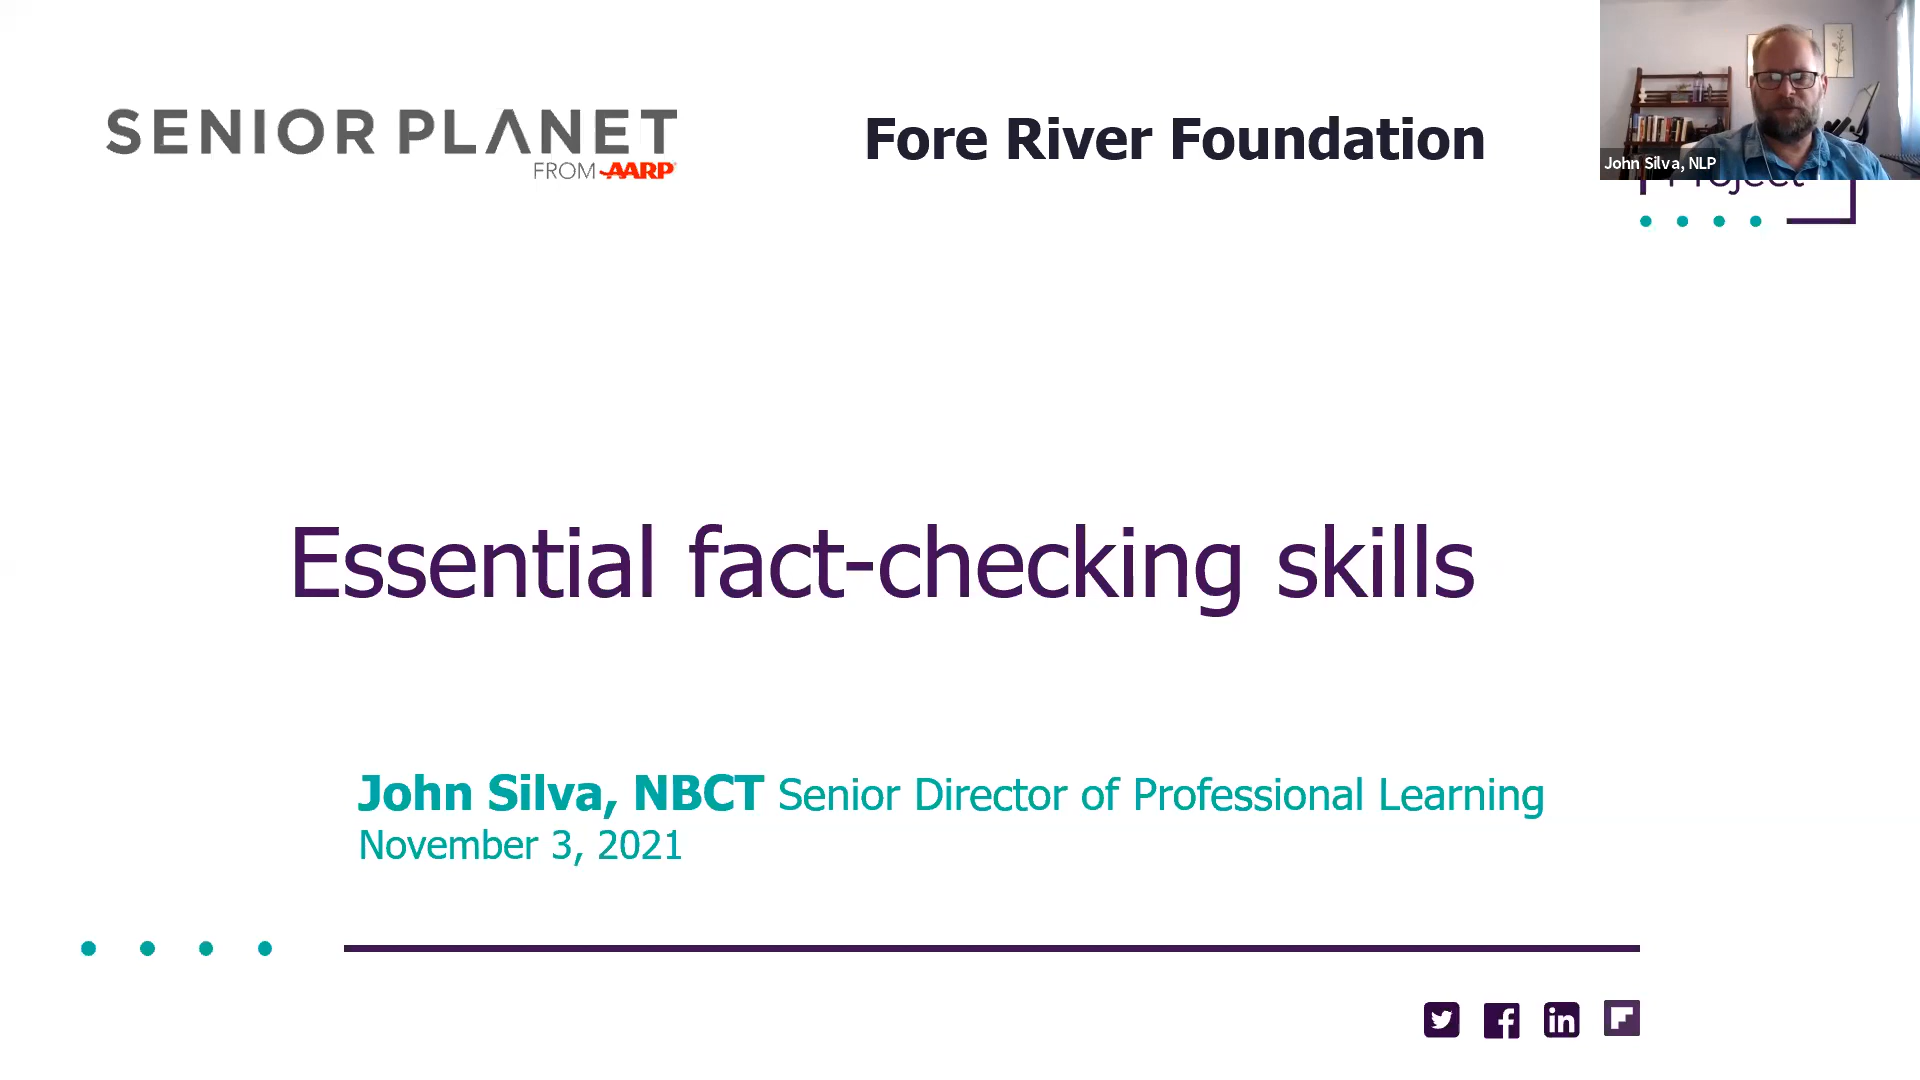 SENIOR PLANET
FROM AARP
Fore River Foundation
John Silva, NLP
Project
Essential fact-checking skills
John Silva, NBCT Senior Director of Professional Learning
November 3, 2021